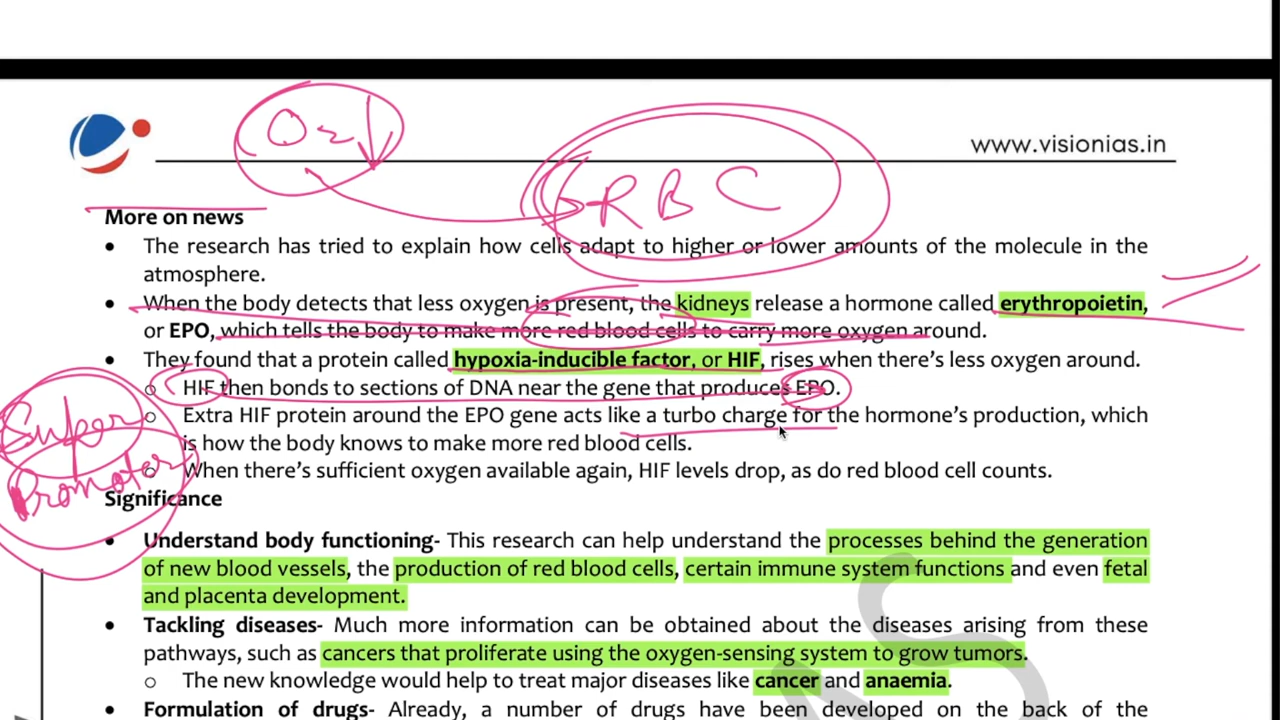 O2↓
RBC
www.visionias.in
More on news
• The research has tried to explain how cells adapt to higher or lower amounts of the molecule in the
atmosphere.
• When the body detects that less oxygen is present, the kidneys release a hormone called erythropoietin,
or EPO, which tells the body to make more red blood cells to carry more oxygen around.
• They found that a protein called hypoxia-inducible factor, or HIF, rises when there's less oxygen around.
o HIF then bonds to sections of DNA near the gene that produces EPO.
o Extra HIF protein around the EPO gene acts like a turbo charge for the hormone's production, which
is how the body knows to make more red blood cells.
o When there's sufficient oxygen available again, HIF levels drop, as do red blood cell counts.
Super
Promoter
Significance
• Understand body functioning- This research can help understand the processes behind the generation
of new blood vessels, the production of red blood cells, certain immune system functions and even fetal
and placenta development.
• Tackling diseases- Much more information can be obtained about the diseases arising from these
pathways, such as cancers that proliferate using the oxygen-sensing system to grow tumors.
o The new knowledge would help to treat major diseases like cancer and anaemia.
• Formulation of drugs- Already, a number of drugs have been developed on the back of the